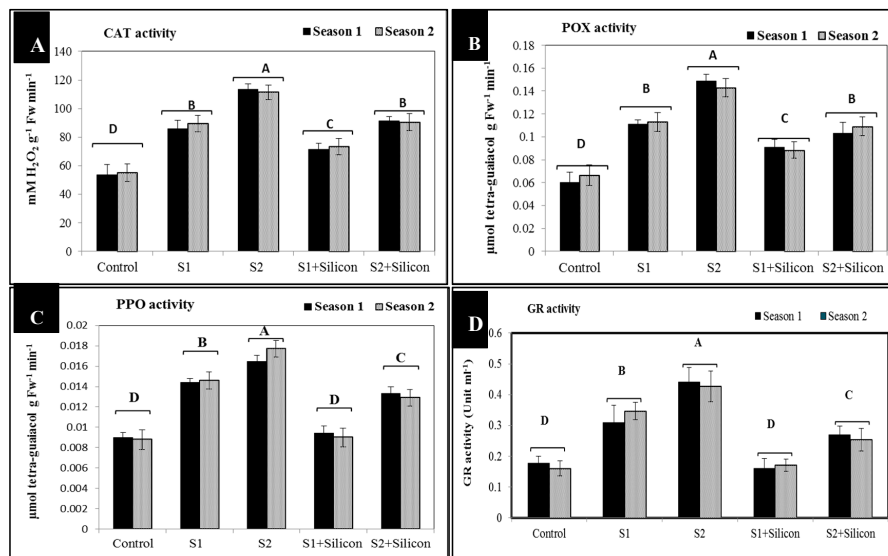 A
CAT activity
Season 1 Season 2
mM H₂O₂ g⁻¹ Fw min⁻¹
140
120
100
80
60
40
20
0
D
B
A
C
B
Control S1 S2 S1+Silicon S2+Silicon
B
POX activity
Season 1 Season 2
μmol tetra-guaiacol g Fw⁻¹ min⁻¹
0.18
0.16
0.14
0.12
0.1
0.08
0.06
0.04
0.02
0
D
B
A
C
B
Control S1 S2 S1+Silicon S2+Silicon
C
PPO activity
Season 1 Season 2
μmol tetra-guaiacol g Fw⁻¹ min⁻¹
0.02
0.018
0.016
0.014
0.012
0.01
0.008
0.006
0.004
0.002
0
D
B
A
D
C
Control S1 S2 S1+Silicon S2+Silicon
D
GR activity
Season 1 Season 2
GR activity (Unit ml⁻¹)
0.6
0.5
0.4
0.3
0.2
0.1
0
D
B
A
D
C
Control S1 S2 S1+Silicon S2+Silicon